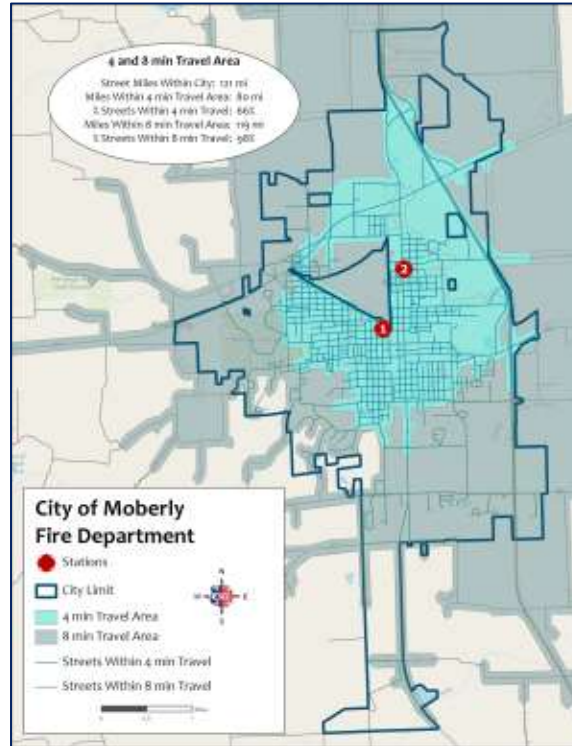 4 and 8 min Travel Area
Street Miles Within City: 121 mi
Miles Within 4 min Travel Area: 80 mi
% Streets Within 4 min Travel: 66%
Miles Within 8 min Travel Area: 119 mi
% Streets Within 8 min Travel: 98%
2
1
City of Moberly
Fire Department
Stations
City Limit
4 min Travel Area
8 min Travel Area
Streets Within 4 min Travel
Streets Within 8 min Travel
N
W
E
S